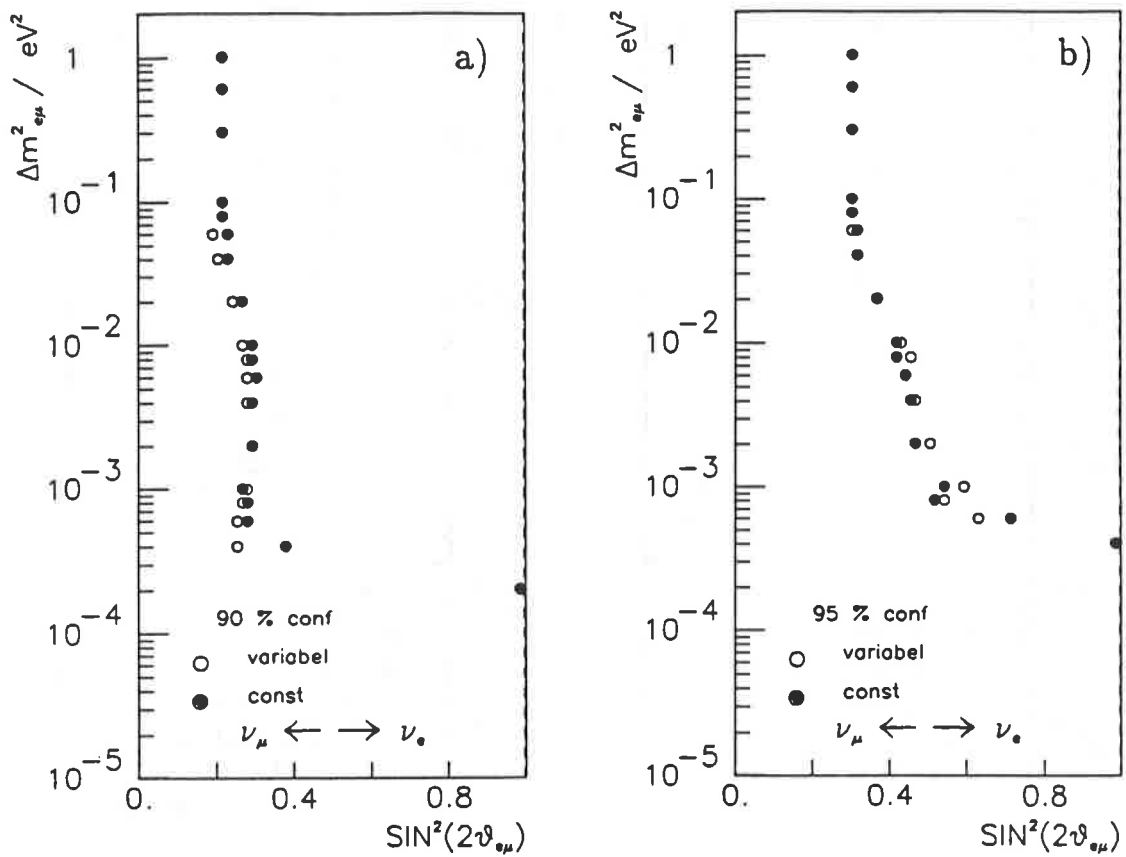 a)
Δm²eμ / eV²
1
10⁻¹
10⁻²
10⁻³
10⁻⁴
10⁻⁵
90 % conf
variabel
const
νμ ← → νe
0. 0.4 0.8
SIN²(2ϑeμ)
b)
Δm²eμ / eV²
1
10⁻¹
10⁻²
10⁻³
10⁻⁴
10⁻⁵
95 % conf
variabel
const
νμ ← → νe
0. 0.4 0.8
SIN²(2ϑeμ)